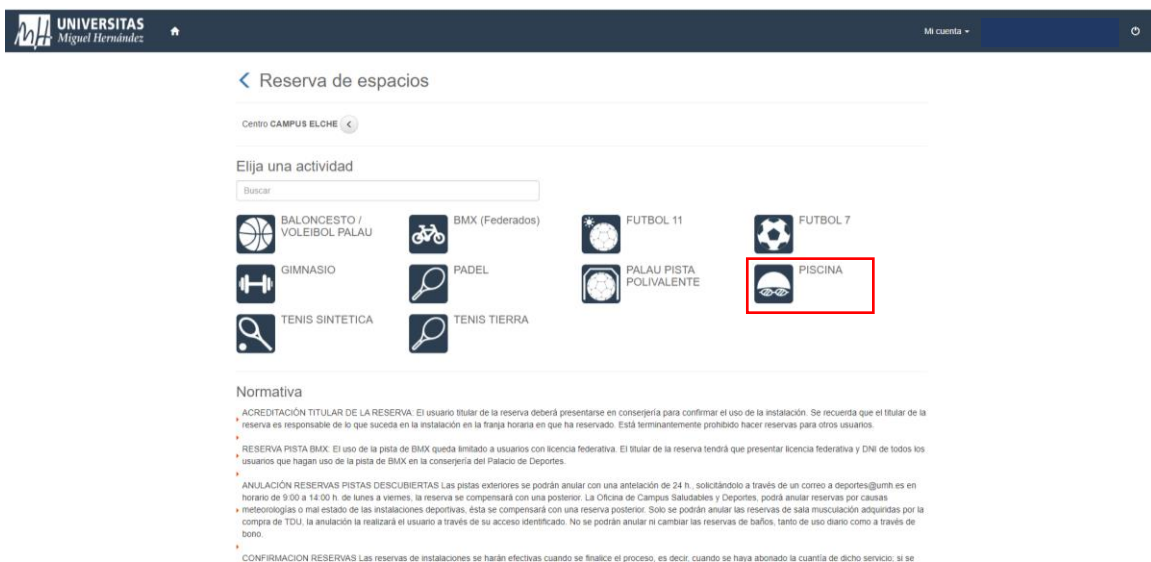 UNIVERSITAS
Miguel Hernández
Mi cuenta
Reserva de espacios
Centro CAMPUS ELCHE
Elija una actividad
Buscar
BALONCESTO /
VOLEIBOL PALAU
BMX (Federados)
FUTBOL 11
FUTBOL 7
GIMNASIO
PADEL
PALAU PISTA
POLIVALENTE
PISCINA
TENIS SINTETICA
TENIS TIERRA
Normativa
ACREDITACIÓN TITULAR DE LA RESERVA: El usuario titular de la reserva deberá presentarse en conserjería para confirmar el uso de la instalación. Se recuerda que el titular de la
reserva es responsable de lo que suceda en la instalación en la franja horaria en que ha reservado. Está terminantemente prohibido hacer reservas para otros usuarios.
RESERVA PISTA BMX: El uso de la pista de BMX queda limitado a usuarios con licencia federativa. El titular de la reserva tendrá que presentar licencia federativa y DNI de todos los
usuarios que hagan uso de la pista de BMX en la conserjería del Palacio de Deportes.
ANULACIÓN RESERVAS PISTAS DESCUBIERTAS Las pistas exteriores se podrán anular con una antelación de 24 h., solicitándolo a través de un correo a deportes@umh.es en
horario de 9:00 a 14:00 h. de lunes a viernes, la reserva se compensará con una posterior. La Oficina de Campus Saludables y Deportes, podrá anular reservas por causas
meteorologías o mal estado de las instalaciones deportivas, ésta se compensará con una reserva posterior. Solo se podrán anular las reservas de sala musculación adquiridas por la
compra de TDU, la anulación la realizará el usuario a través de su acceso identificado. No se podrán anular ni cambiar las reservas de baños, tanto de uso diario como a través de
bono.
CONFIRMACION RESERVAS Las reservas de instalaciones se harán efectivas cuando se finalice el proceso, es decir, cuando se haya abonado la cuantía de dicho servicio; si se